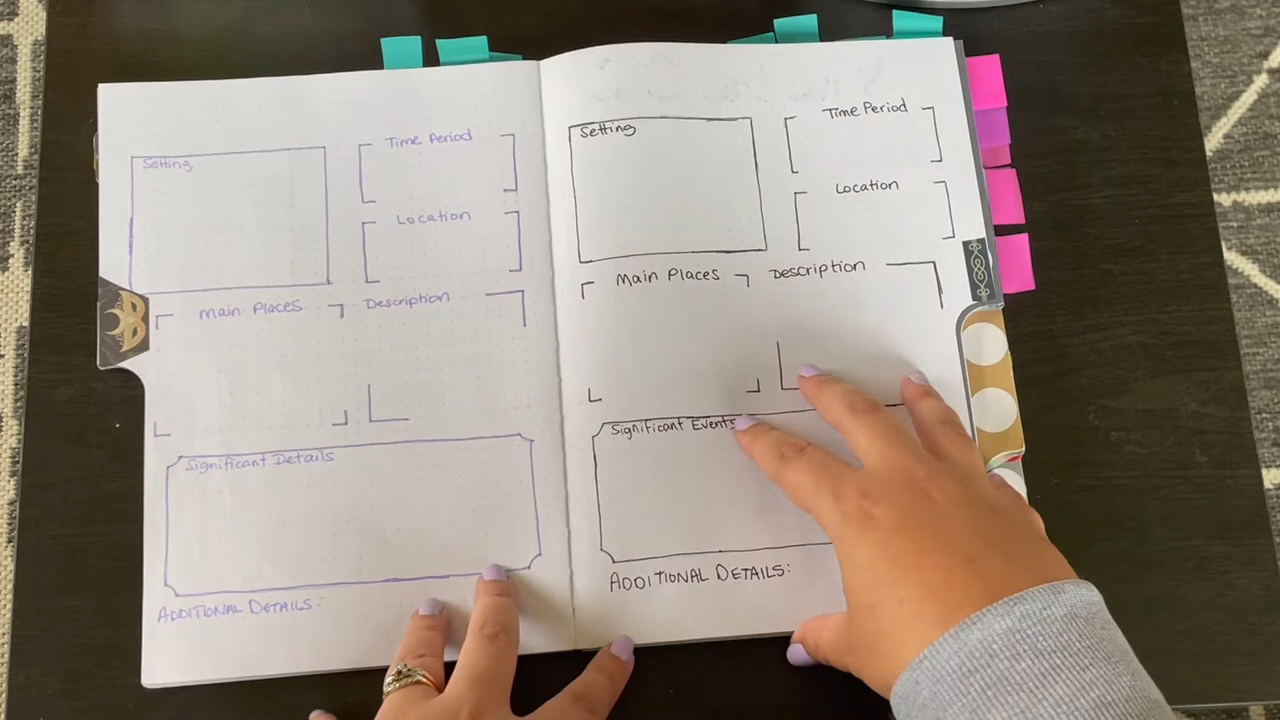 Setting
Time Period
Location
Main Places
Description
Significant Details
ADDITIONAL DETAILS:
Setting
Time Period
Location
Main Places
Description
Significant Events
ADDITIONAL DETAILS: